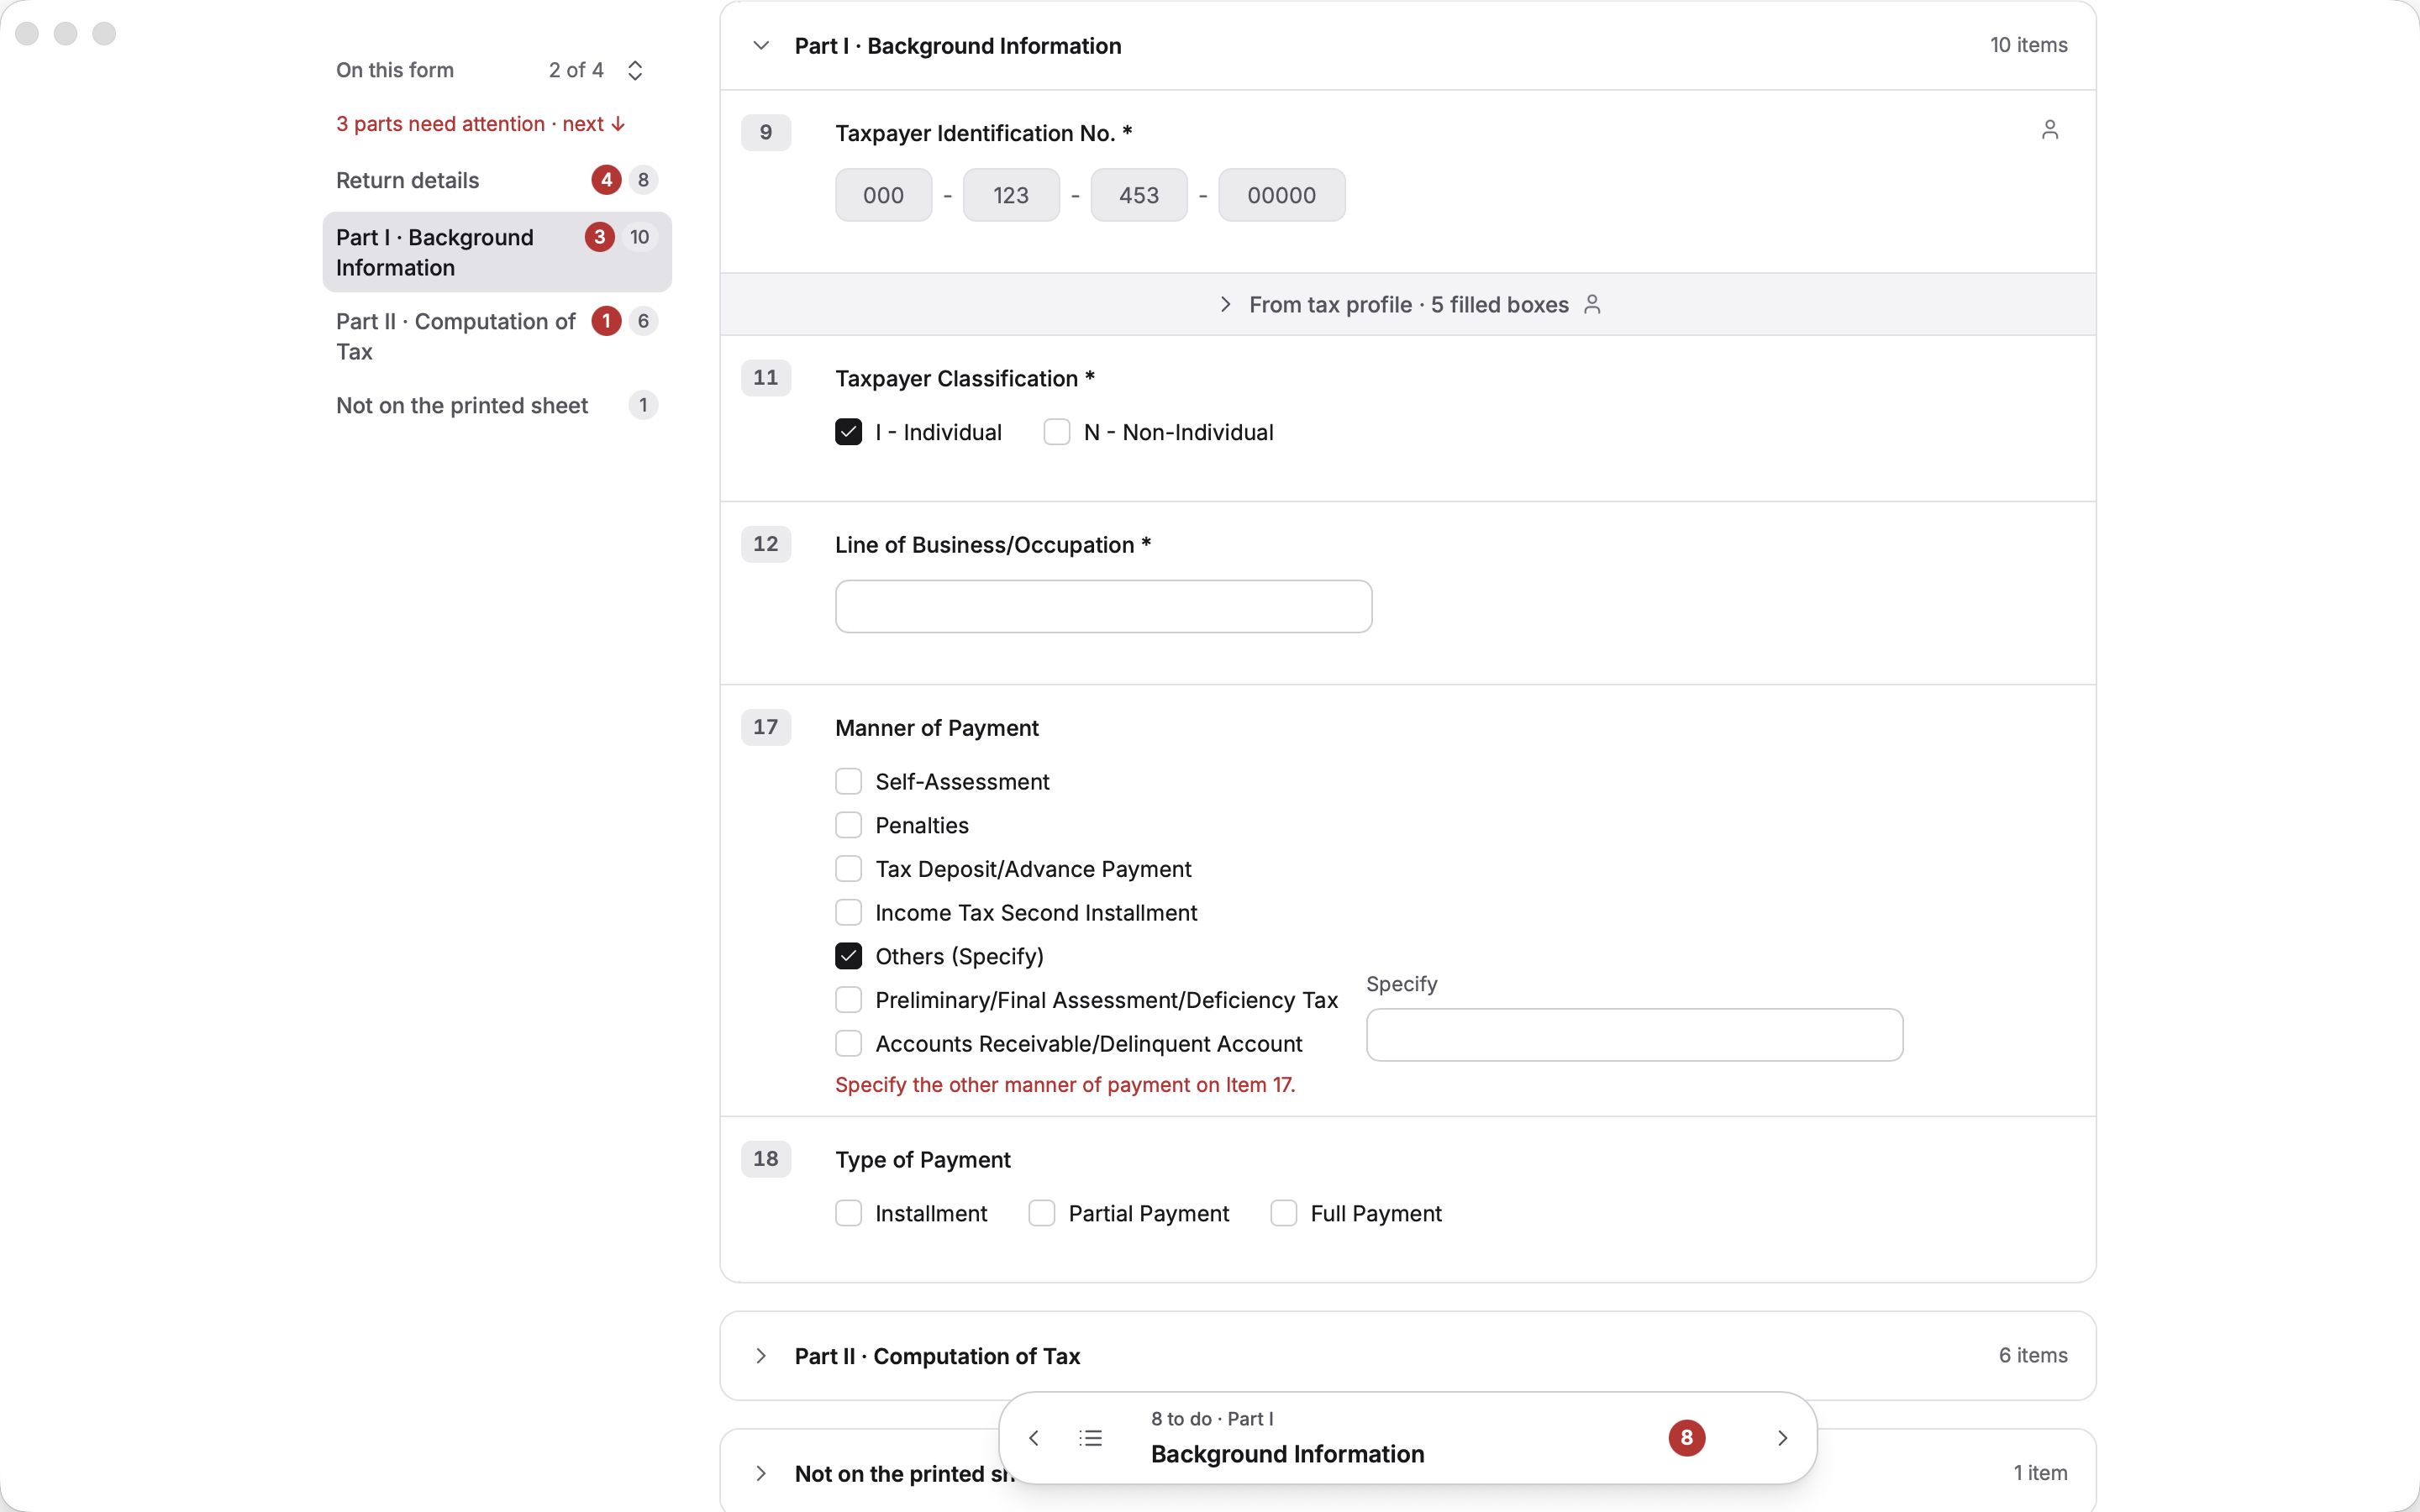 On this form 2 of 4
3 parts need attention · next ↓
Return details 4 8
Part I · Background Information 3 10
Part II · Computation of Tax 1 6
Not on the printed sheet 1
Part I · Background Information 10 items
9 Taxpayer Identification No. *
000 - 123 - 453 - 00000
From tax profile · 5 filled boxes
11 Taxpayer Classification *
I - Individual N - Non-Individual
12 Line of Business/Occupation *
17 Manner of Payment
Self-Assessment
Penalties
Tax Deposit/Advance Payment
Income Tax Second Installment
Others (Specify)
Preliminary/Final Assessment/Deficiency Tax
Accounts Receivable/Delinquent Account
Specify
Specify the other manner of payment on Item 17.
18 Type of Payment
Installment Partial Payment Full Payment
Part II · Computation of Tax 6 items
Not on the printed 1 item
8 to do · Part I
Background Information 8